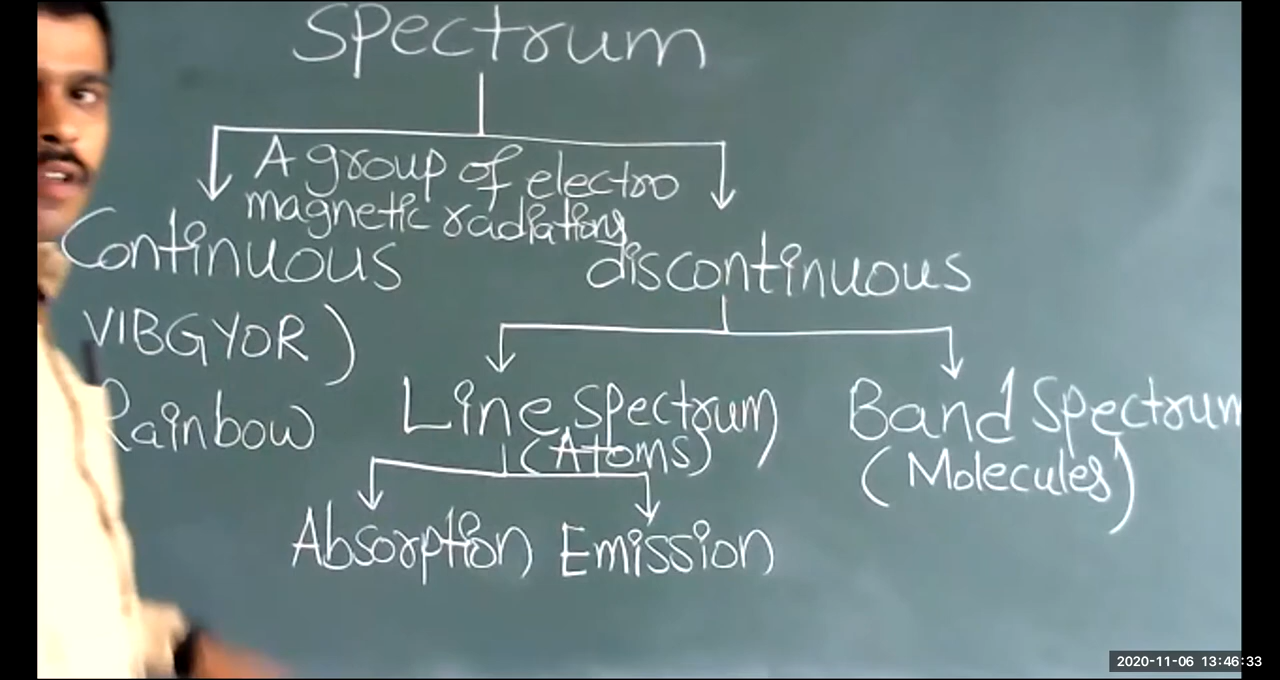 Spectrum
A group of electro
magnetic radiations
Continuous
discontinuous
VIBGYOR)
Rainbow
Line Spectrum
(Atoms)
Band Spectrum
(Molecules)
Absorption
Emission
2020-11-06 13:46:33